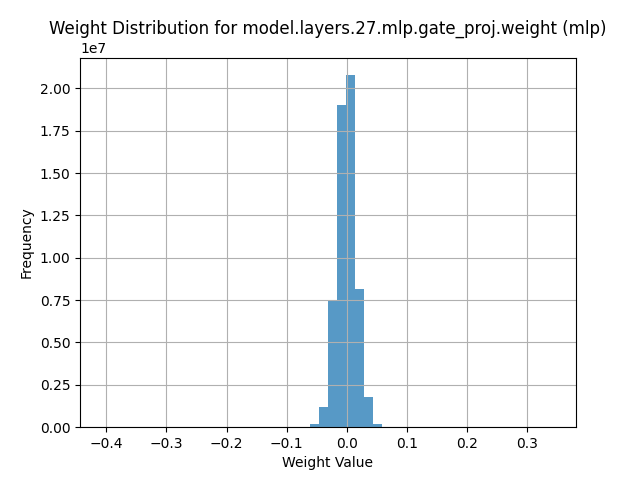 Weight Distribution for model.layers.27.mlp.gate_proj.weight (mlp)
1e7
2.00
1.75
1.50
1.25
1.00
0.75
0.50
0.25
0.00
Frequency
−0.4 −0.3 −0.2 −0.1 0.0 0.1 0.2 0.3
Weight Value